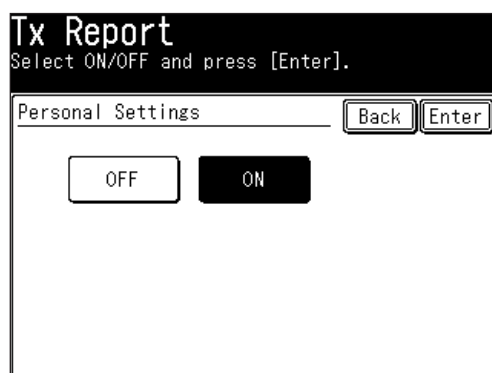 Tx Report
Select ON/OFF and press [Enter].
Personal Settings
Back Enter
OFF ON